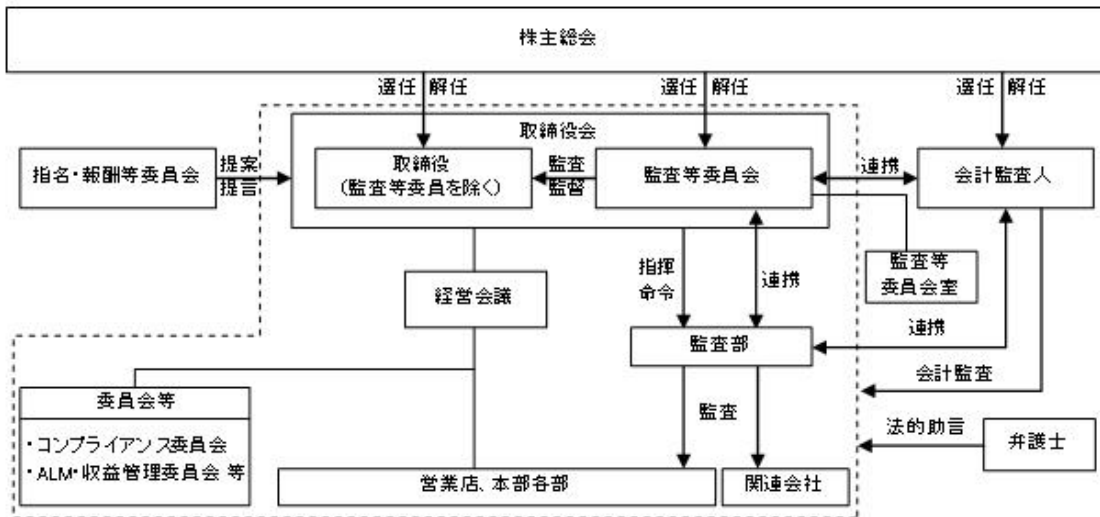 株主総会
選任 解任
選任 解任
選任 解任
取締役会
指名・報酬等委員会
提案
提言
取締役
(監査等委員を除く)
監査
監督
監査等委員会
連携
会計監査人
監査等
委員会室
経営会議
指揮
命令
連携
監査部
連携
会計監査
委員会等
・コンプライアンス委員会
・ALM・収益管理委員会 等
監査
法的助言
弁護士
営業店、本部各部
関連会社